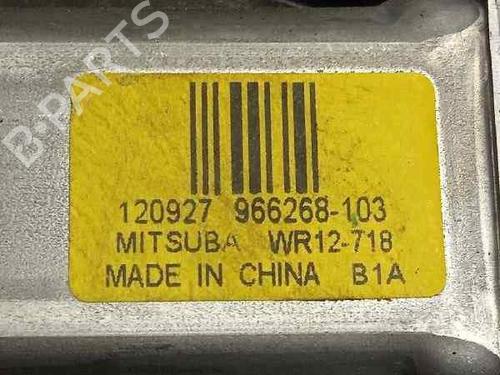 B-PARTS
120927 966268-103
MITSUBA WR12-718
MADE IN CHINA B1A